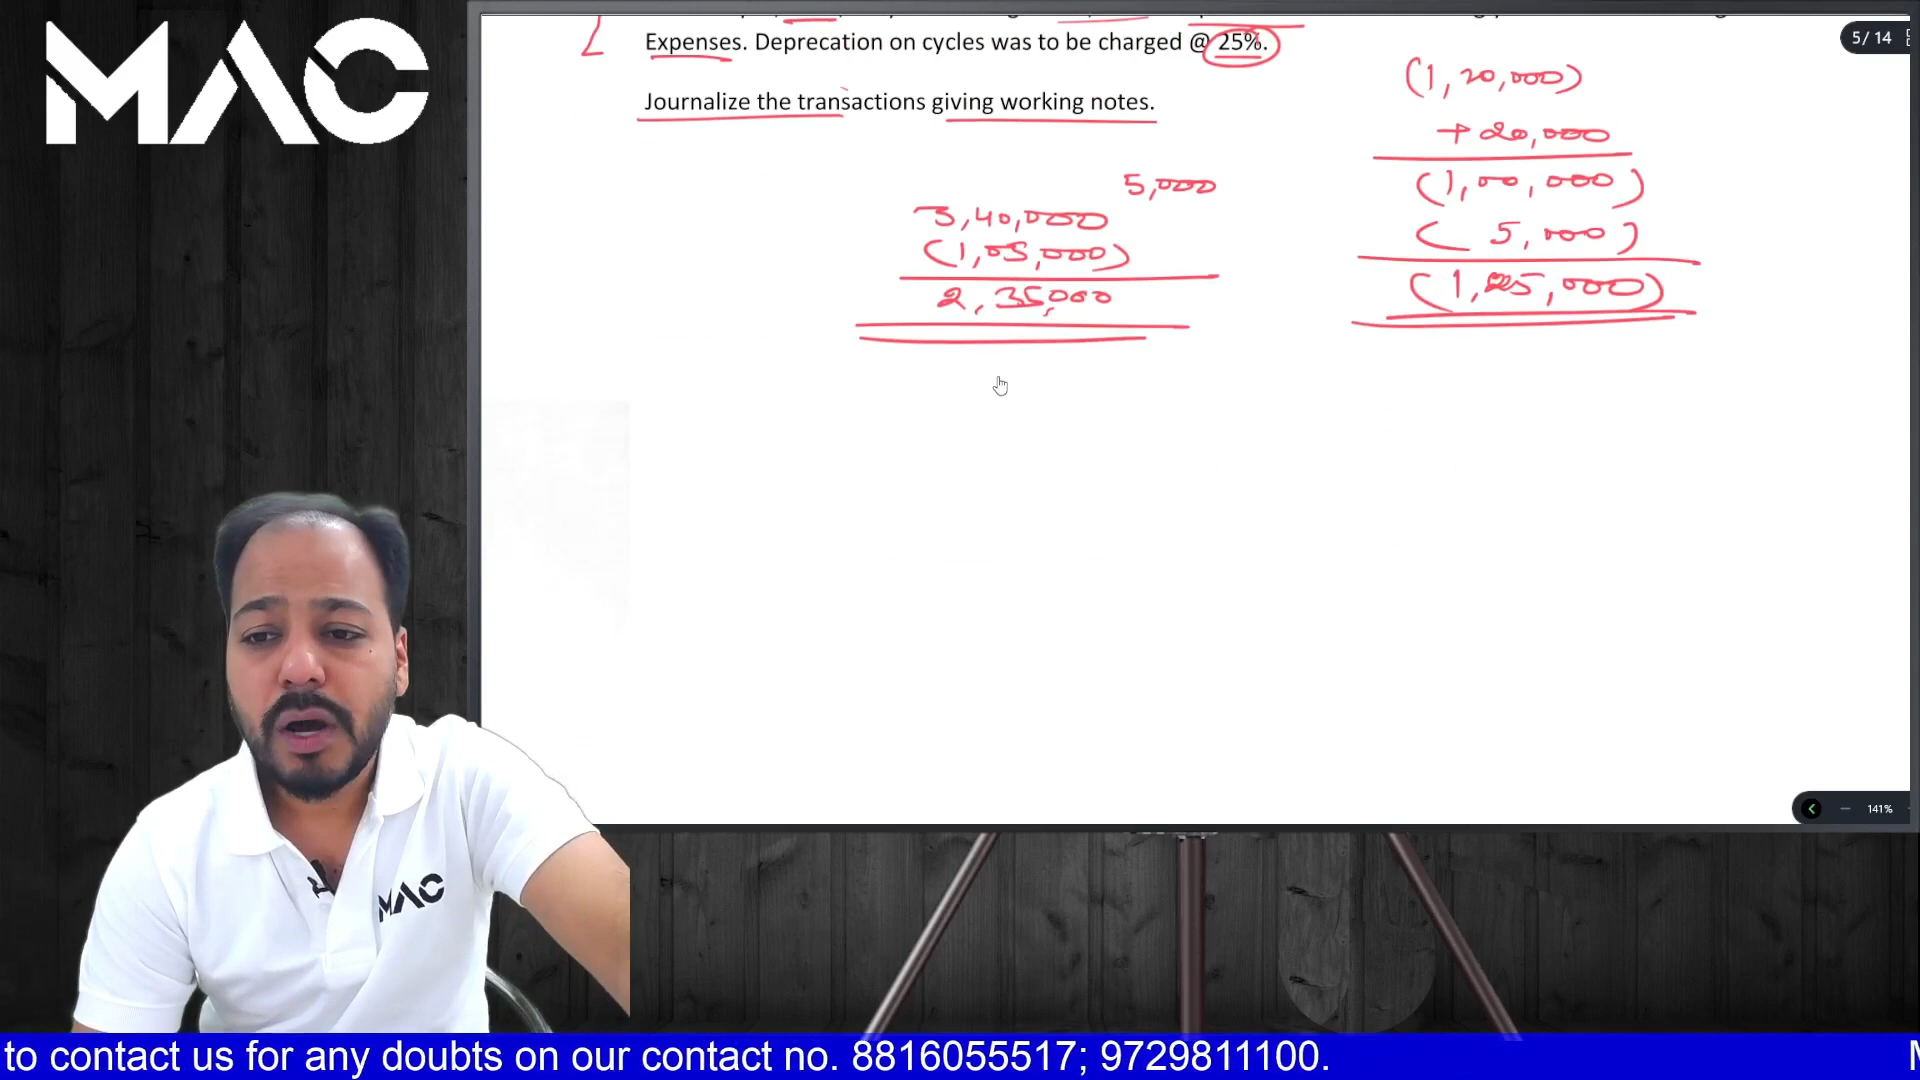 MAC
Expenses. Deprecation on cycles was to be charged @ 25%.
Journalize the transactions giving working notes.
5,000
3,40,000
(1,05,000)
2,35,000
(1,20,000)
+ 20,000
(1,00,000)
( 5,000)
(1,25,000)
5/ 14
141%
MAC
to contact us for any doubts on our contact no. 8816055517; 9729811100.